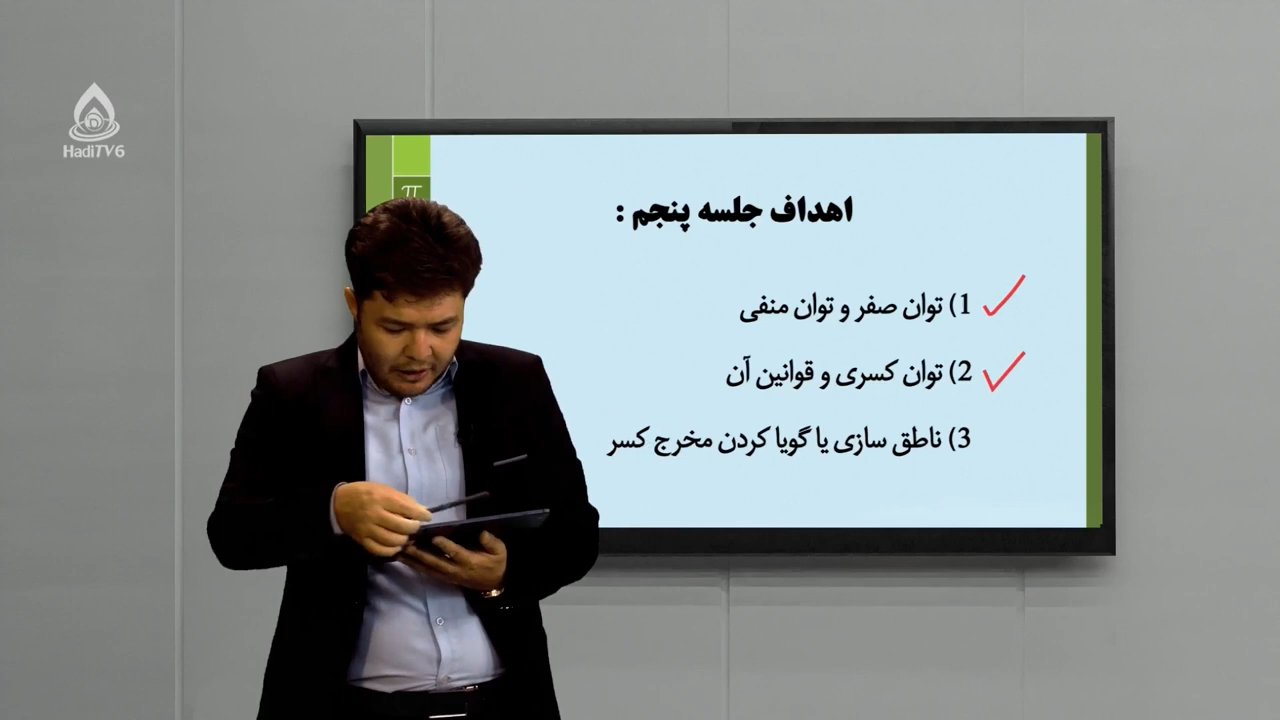 HadiTV6
π
اهداف جلسه پنجم :
1) توان صفر و توان منفی
2) توان کسری و قوانین آن
3) ناطق سازی یا گویا کردن مخرج کسر